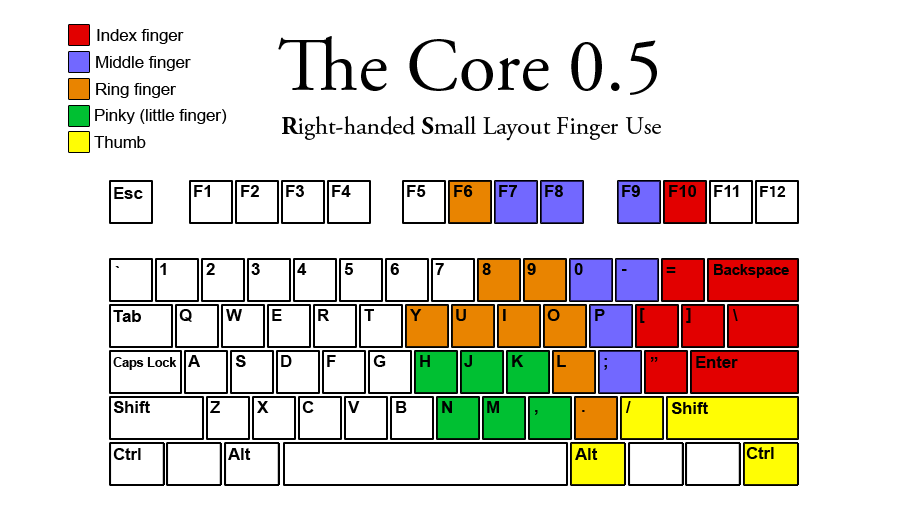 Index finger
Middle finger
Ring finger
Pinky (little finger)
Thumb
The Core 0.5
Right-handed Small Layout Finger Use
Esc F1 F2 F3 F4 F5 F6 F7 F8 F9 F10 F11 F12
` 1 2 3 4 5 6 7 8 9 0 - = Backspace
Tab Q W E R T Y U I O P [ ] \
Caps Lock A S D F G H J K L ; " Enter
Shift Z X C V B N M , . / Shift
Ctrl Alt Alt Ctrl